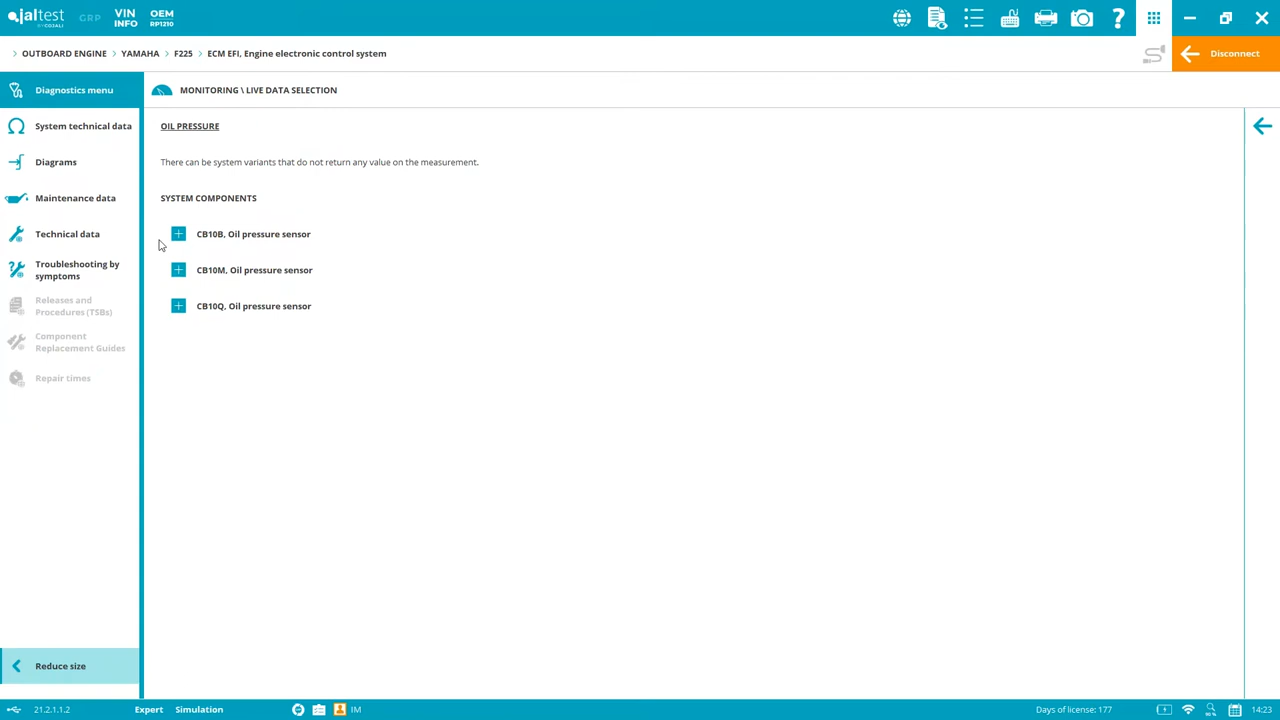 jaltest
BY COJALI
GRP
VIN
INFO
OEM
RP1210
OUTBOARD ENGINE > YAMAHA > F225 > ECM EFI, Engine electronic control system
Disconnect
Diagnostics menu
MONITORING \ LIVE DATA SELECTION
System technical data
OIL PRESSURE
Diagrams
There can be system variants that do not return any value on the measurement.
Maintenance data
SYSTEM COMPONENTS
Technical data
CB10B, Oil pressure sensor
Troubleshooting by
symptoms
CB10M, Oil pressure sensor
Releases and
Procedures (TSBs)
CB10Q, Oil pressure sensor
Component
Replacement Guides
Repair times
Reduce size
21.2.1.1.2
Expert
Simulation
IM
Days of license: 177
14:23